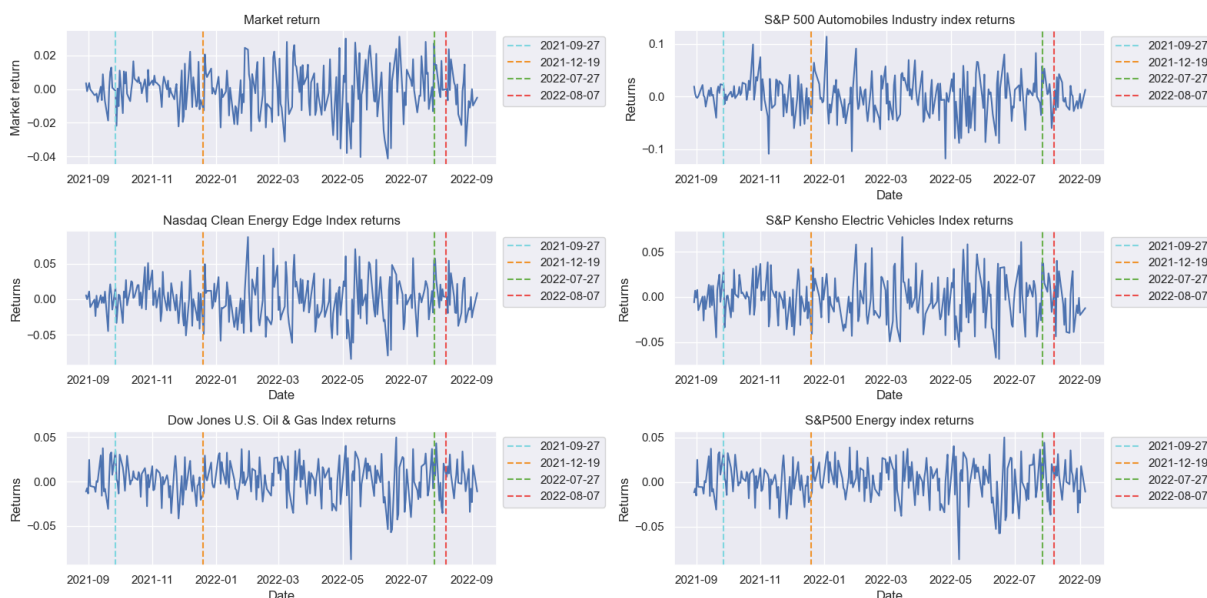 Market return
Market return
0.02
0.00
−0.02
−0.04
2021-09 2021-11 2022-01 2022-03 2022-05 2022-07 2022-09
2021-09-27
2021-12-19
2022-07-27
2022-08-07
S&P 500 Automobiles Industry index returns
Returns
0.1
0.0
−0.1
2021-09 2021-11 2022-01 2022-03 2022-05 2022-07 2022-09
Date
2021-09-27
2021-12-19
2022-07-27
2022-08-07
Nasdaq Clean Energy Edge Index returns
Returns
0.05
0.00
−0.05
2021-09 2021-11 2022-01 2022-03 2022-05 2022-07 2022-09
Date
2021-09-27
2021-12-19
2022-07-27
2022-08-07
S&P Kensho Electric Vehicles Index returns
Returns
0.05
0.00
−0.05
2021-09 2021-11 2022-01 2022-03 2022-05 2022-07 2022-09
Date
2021-09-27
2021-12-19
2022-07-27
2022-08-07
Dow Jones U.S. Oil & Gas Index returns
Returns
0.05
0.00
−0.05
2021-09 2021-11 2022-01 2022-03 2022-05 2022-07 2022-09
Date
2021-09-27
2021-12-19
2022-07-27
2022-08-07
S&P500 Energy index returns
Returns
0.05
0.00
−0.05
2021-09 2021-11 2022-01 2022-03 2022-05 2022-07 2022-09
Date
2021-09-27
2021-12-19
2022-07-27
2022-08-07